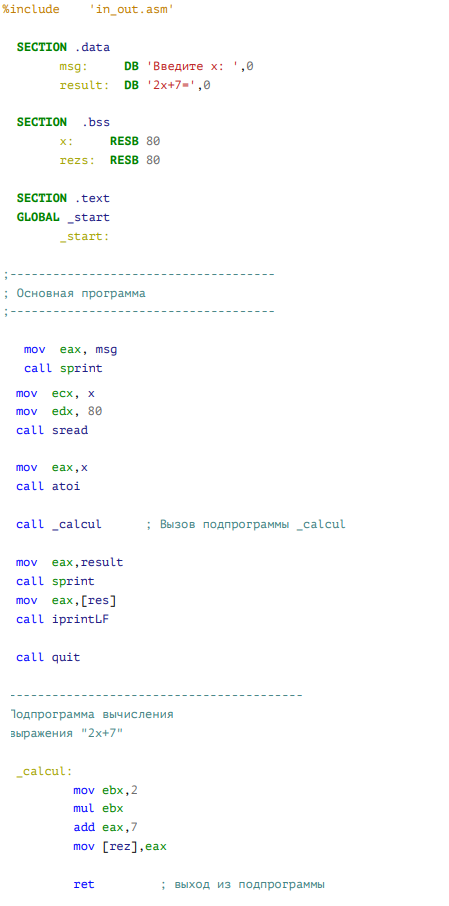 %include    'in_out.asm'
SECTION .data
msg:     DB 'Введите x: ',0
result:  DB '2x+7=',0
SECTION  .bss
x:     RESB 80
rezs:  RESB 80
SECTION .text
GLOBAL _start
_start:
;-------------------------------------
; Основная программа
;-------------------------------------
mov  eax, msg
call sprint
mov  ecx, x
mov  edx, 80
call sread
mov  eax,x
call atoi
call _calcul      ; Вызов подпрограммы _calcul
mov  eax,result
call sprint
mov  eax,[res]
call iprintLF
call quit
-----------------------------------------
Подпрограмма вычисления
выражения "2x+7"
_calcul:
mov ebx,2
mul ebx
add eax,7
mov [rez],eax
ret         ; выход из подпрограммы